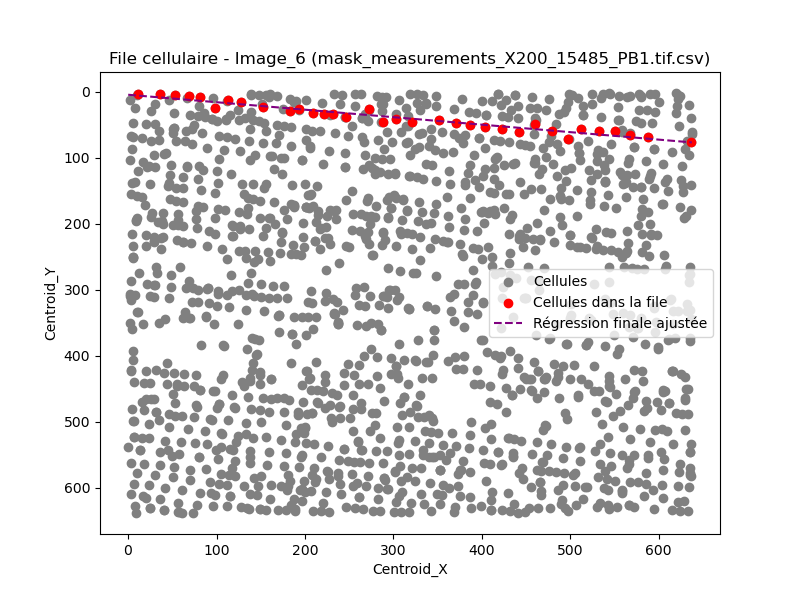 File cellulaire - Image_6 (mask_measurements_X200_15485_PB1.tif.csv)
0
100
200
300
400
500
600
Centroid_Y
Cellules
Cellules dans la file
Régression finale ajustée
0 100 200 300 400 500 600
Centroid_X